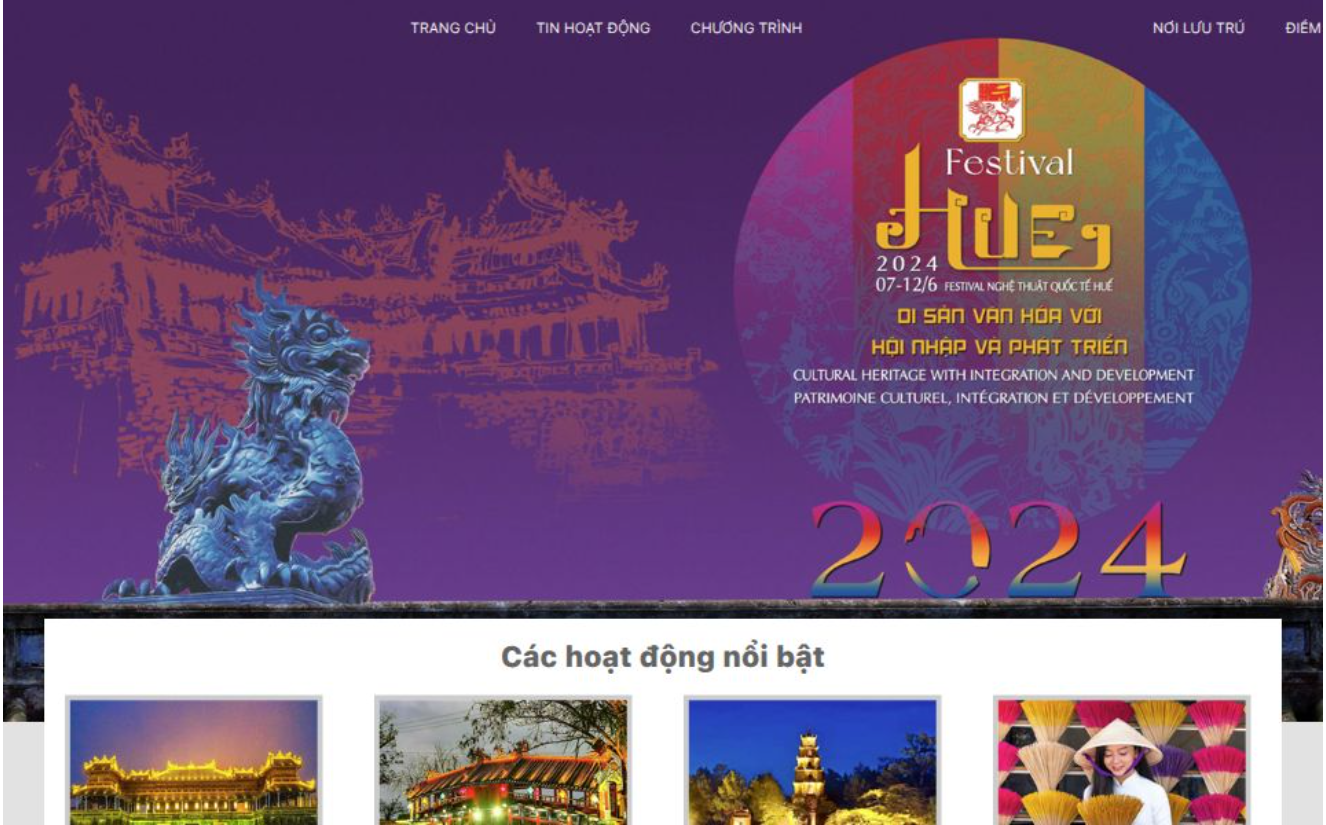 TRANG CHỦ TIN HOẠT ĐỘNG CHƯƠNG TRÌNH NƠI LƯU TRÚ ĐIỂM
Festival
HUE
2024
07-12/6 FESTIVAL NGHỆ THUẬT QUỐC TẾ HUẾ
DI SẢN VĂN HÓA VỚI
HỘI NHẬP VÀ PHÁT TRIỂN
CULTURAL HERITAGE WITH INTEGRATION AND DEVELOPMENT
PATRIMOINE CULTUREL, INTÉGRATION ET DÉVELOPPEMENT
2024
Các hoạt động nổi bật